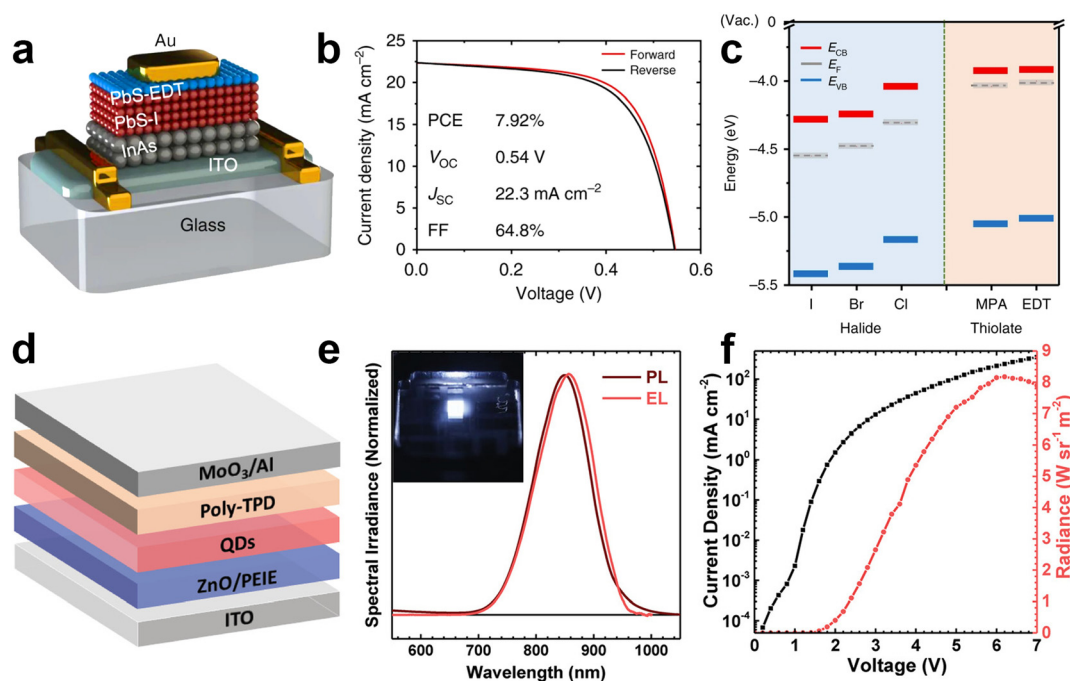 a
Au
PbS-EDT
PbS-I
InAs
ITO
Glass
b
25
20
15
10
5
0
0.0
0.2
0.4
0.6
Current density (mA cm⁻²)
Voltage (V)
Forward
Reverse
PCE 7.92%
V_OC 0.54 V
J_SC 22.3 mA cm⁻²
FF 64.8%
c
(Vac.) 0
−4.0
−4.5
−5.0
−5.5
Energy (eV)
E_CB
E_F
E_VB
I Br Cl MPA EDT
Halide Thiolate
d
MoO₃/Al
Poly-TPD
QDs
ZnO/PEIE
ITO
e
Spectral Irradiance (Normalized)
PL
EL
600 700 800 900 1000
Wavelength (nm)
f
Current Density (mA cm⁻²)
10²
10¹
10⁰
10⁻¹
10⁻²
10⁻³
10⁻⁴
0 1 2 3 4 5 6 7
Voltage (V)
9
8
7
6
5
4
3
2
1
0
Radiance (W sr⁻¹ m⁻²)